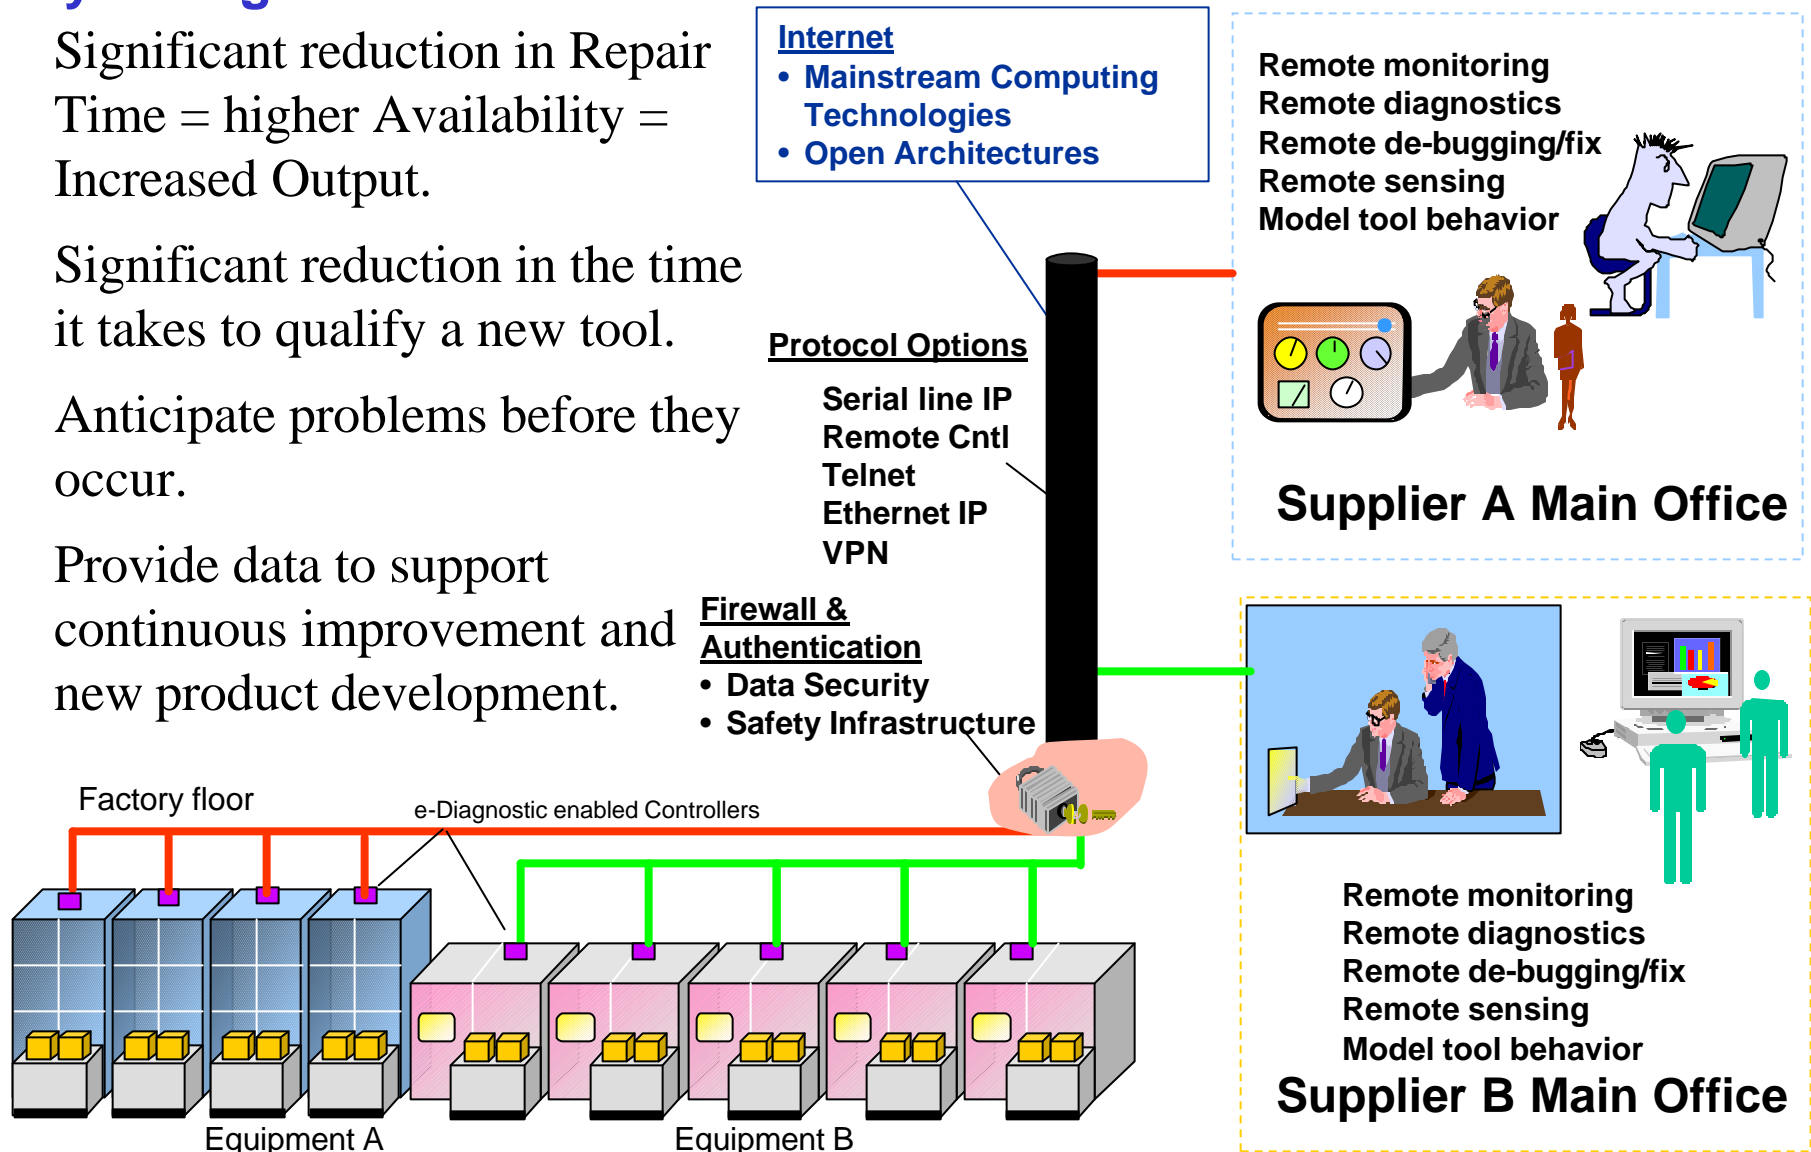 Significant reduction in Repair
Time = higher Availability =
Increased Output.
Significant reduction in the time
it takes to qualify a new tool.
Anticipate problems before they
occur.
Provide data to support
continuous improvement and
new product development.
Internet
• Mainstream Computing
Technologies
• Open Architectures
Protocol Options
Serial line IP
Remote Cntl
Telnet
Ethernet IP
VPN
Firewall &
Authentication
• Data Security
• Safety Infrastructure
Remote monitoring
Remote diagnostics
Remote de-bugging/fix
Remote sensing
Model tool behavior
Supplier A Main Office
Remote monitoring
Remote diagnostics
Remote de-bugging/fix
Remote sensing
Model tool behavior
Supplier B Main Office
Factory floor
e-Diagnostic enabled Controllers
Equipment A
Equipment B